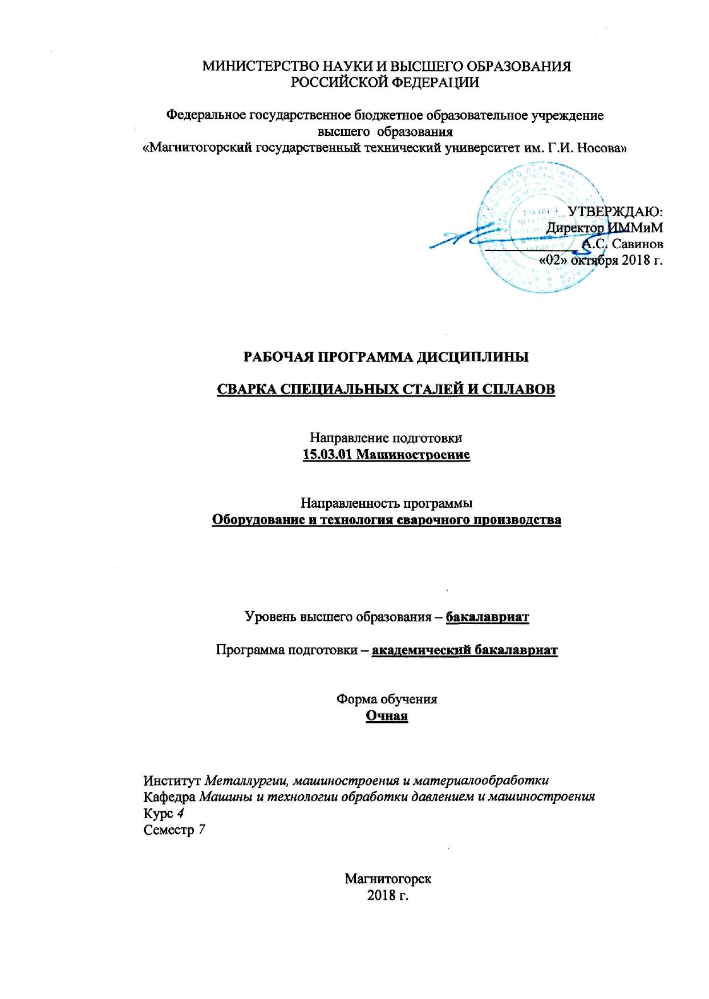 МИНИСТЕРСТВО НАУКИ И ВЫСШЕГО ОБРАЗОВАНИЯ
РОССИЙСКОЙ ФЕДЕРАЦИИ
Федеральное государственное бюджетное образовательное учреждение
высшего образования
«Магнитогорский государственный технический университет им. Г.И. Носова»
УТВЕРЖДАЮ:
Директор ИММиМ
А.С. Савинов
«02» октября 2018 г.
РАБОЧАЯ ПРОГРАММА ДИСЦИПЛИНЫ
СВАРКА СПЕЦИАЛЬНЫХ СТАЛЕЙ И СПЛАВОВ
Направление подготовки
15.03.01 Машиностроение
Направленность программы
Оборудование и технология сварочного производства
Уровень высшего образования – бакалавриат
Программа подготовки – академический бакалавриат
Форма обучения
Очная
Институт Металлургии, машиностроения и материалообработки
Кафедра Машины и технологии обработки давлением и машиностроения
Курс 4
Семестр 7
Магнитогорск
2018 г.